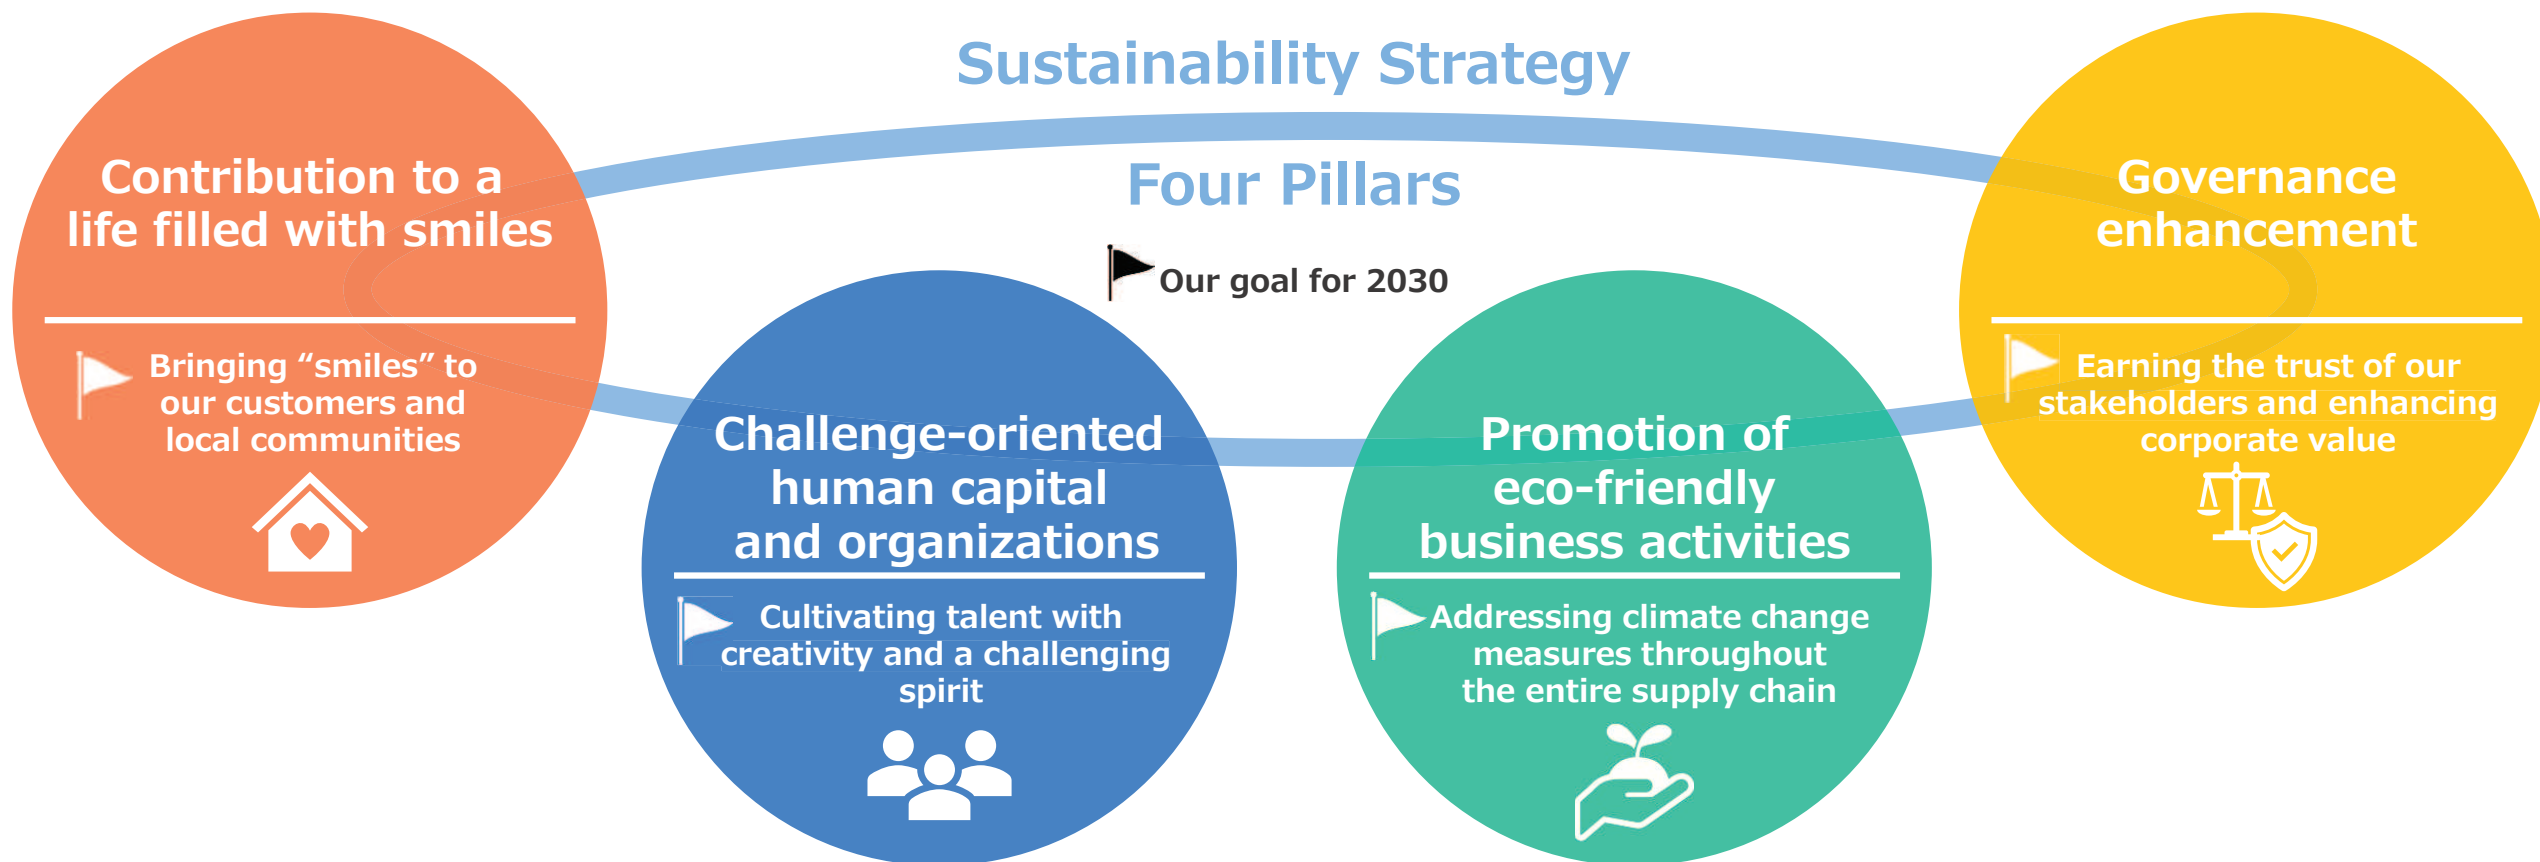 Sustainability Strategy
Four Pillars
Our goal for 2030
Contribution to a
life filled with smiles
Bringing “smiles” to
our customers and
local communities
Challenge-oriented
human capital
and organizations
Cultivating talent with
creativity and a challenging
spirit
Promotion of
eco-friendly
business activities
Addressing climate change
measures throughout
the entire supply chain
Governance
enhancement
Earning the trust of our
stakeholders and enhancing
corporate value